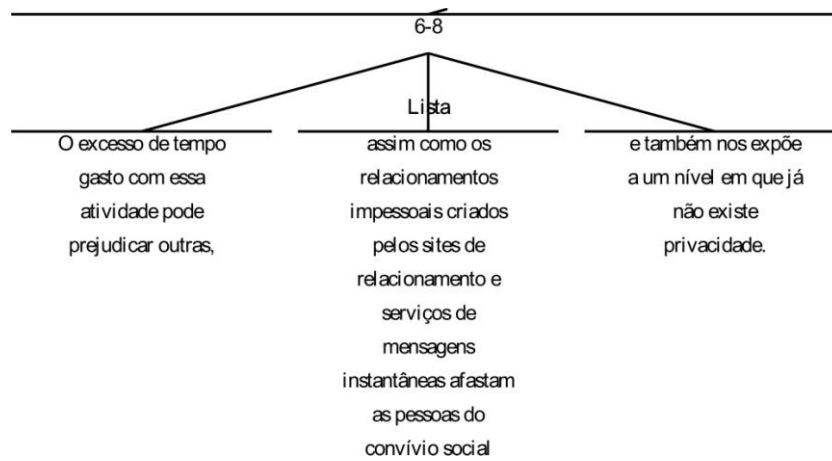 6-8
Lista
O excesso de tempo
gasto com essa
atividade pode
prejudicar outras,
assim como os
relacionamentos
impessoais criados
pelos sites de
relacionamento e
serviços de
mensagens
instantâneas afastam
as pessoas do
convívio social
e também nos expõe
a um nível em que já
não existe
privacidade.